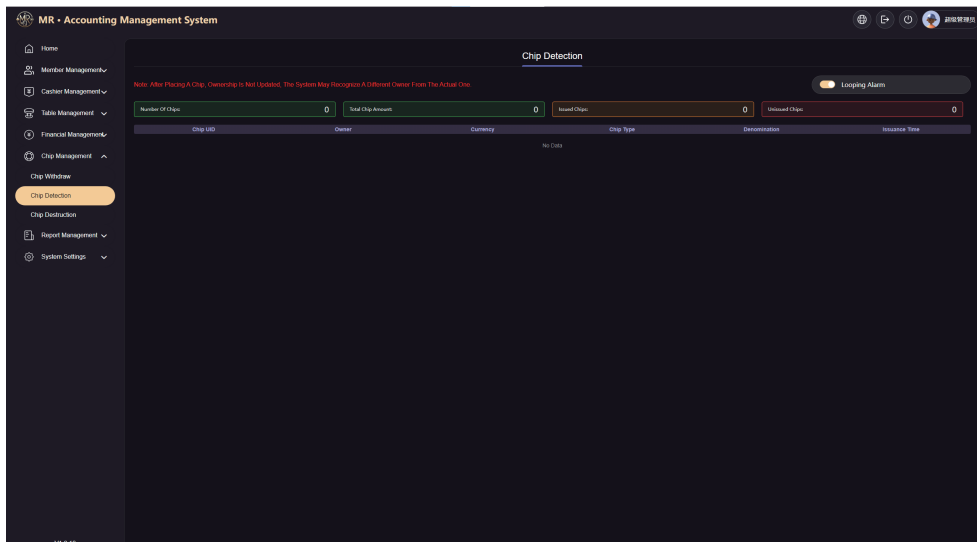 MR
MR • Accounting Management System
超级管理员
Home
Member Management
Cashier Management
Table Management
Financial Management
Chip Management
Chip Withdraw
Chip Detection
Chip Destruction
Report Management
System Settings
Chip Detection
Note: After Placing A Chip, Ownership Is Not Updated, The System May Recognize A Different Owner From The Actual One.
Looping Alarm
Number Of Chips: 0 Total Chip Amount: 0 Issued Chips: 0 Unissued Chips: 0
Chip UID Owner Currency Chip Type Denomination Issuance Time
No Data